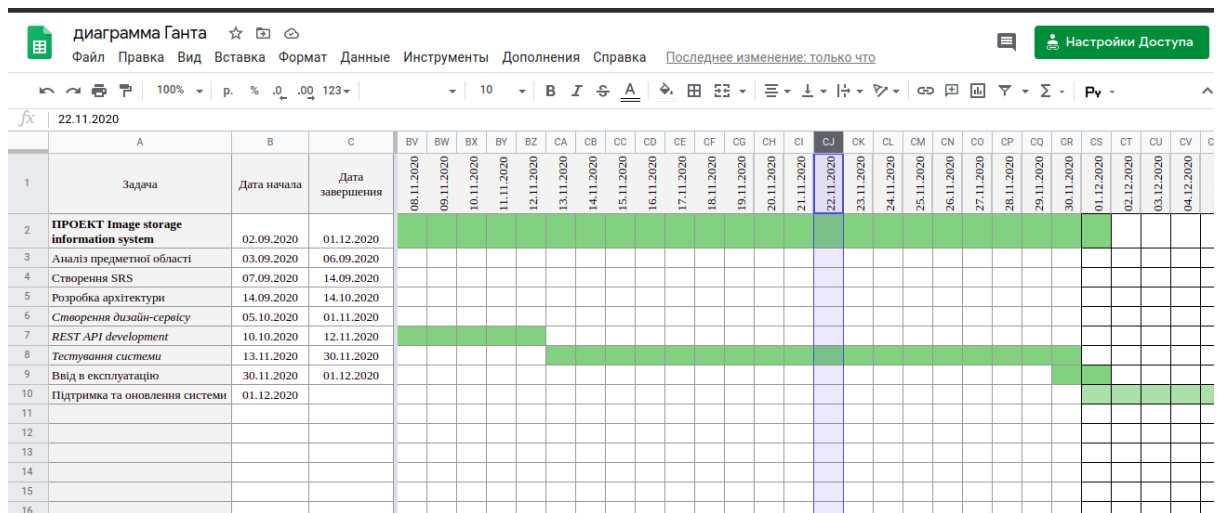 диаграмма Ганта
Файл Правка Вид Вставка Формат Данные Инструменты Дополнения Справка Последнее изменение: только что
Настройки Доступа
100% р. % .0 .00 123 10 B I S A Ру
fx 22.11.2020
A B C BV BW BX BY BZ CA CB CC CD CE CF CG CH CI CJ CK CL CM CN CO CP CQ CR CS CT CU CV C
1 Задача Дата начала Дата завершения 08.11.2020 09.11.2020 10.11.2020 11.11.2020 12.11.2020 13.11.2020 14.11.2020 15.11.2020 16.11.2020 17.11.2020 18.11.2020 19.11.2020 20.11.2020 21.11.2020 22.11.2020 23.11.2020 24.11.2020 25.11.2020 26.11.2020 27.11.2020 28.11.2020 29.11.2020 30.11.2020 01.12.2020 02.12.2020 03.12.2020 04.12.2020
2 ПРОЕКТ Image storage information system 02.09.2020 01.12.2020
3 Аналіз предметної області 03.09.2020 06.09.2020
4 Створення SRS 07.09.2020 14.09.2020
5 Розробка архітектури 14.09.2020 14.10.2020
6 Створення дизайн-сервісу 05.10.2020 01.11.2020
7 REST API development 10.10.2020 12.11.2020
8 Тестування системи 13.11.2020 30.11.2020
9 Ввід в експлуатацію 30.11.2020 01.12.2020
10 Підтримка та оновлення системи 01.12.2020
11
12
13
14
15
16